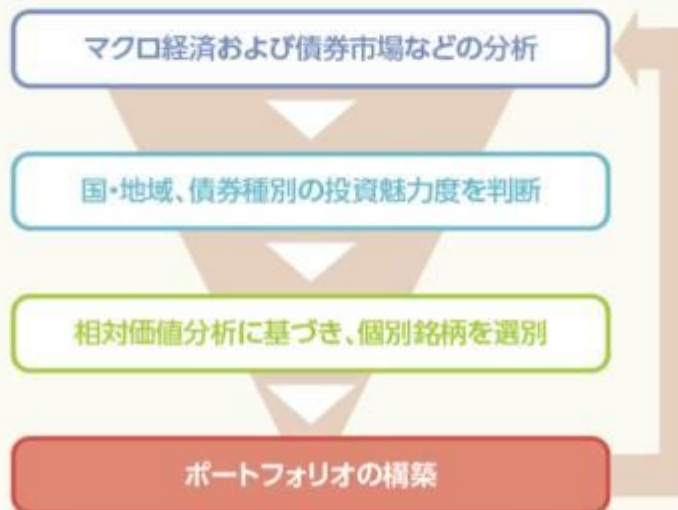 マクロ経済および債券市場などの分析
国・地域、債券種別の投資魅力度を判断
相対価値分析に基づき、個別銘柄を選別
ポートフォリオの構築